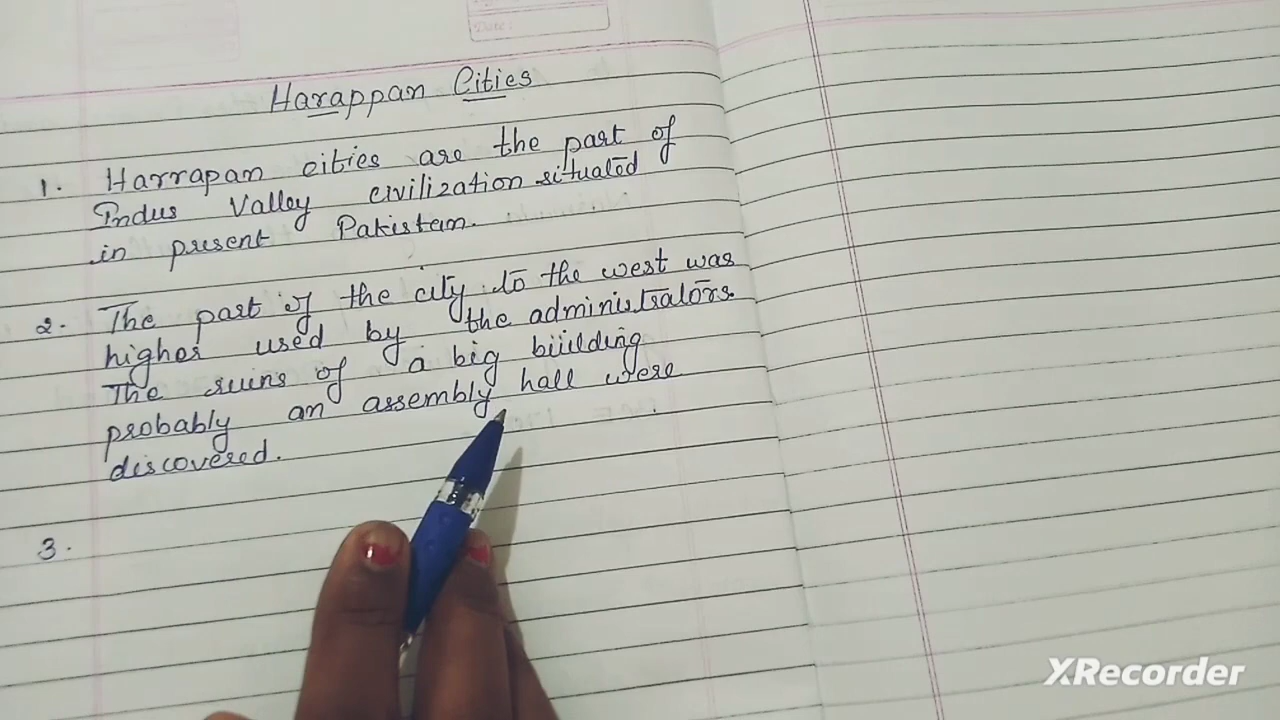 Date:
Harappan Cities
1. Harrapan cities are the part of
Indus Valley civilization situated
in present Pakistan.
2. The part of the city to the west was
higher used by the administrators.
The ruins of a big building
probably an assembly hall were
discovered.
3.
XRecorder